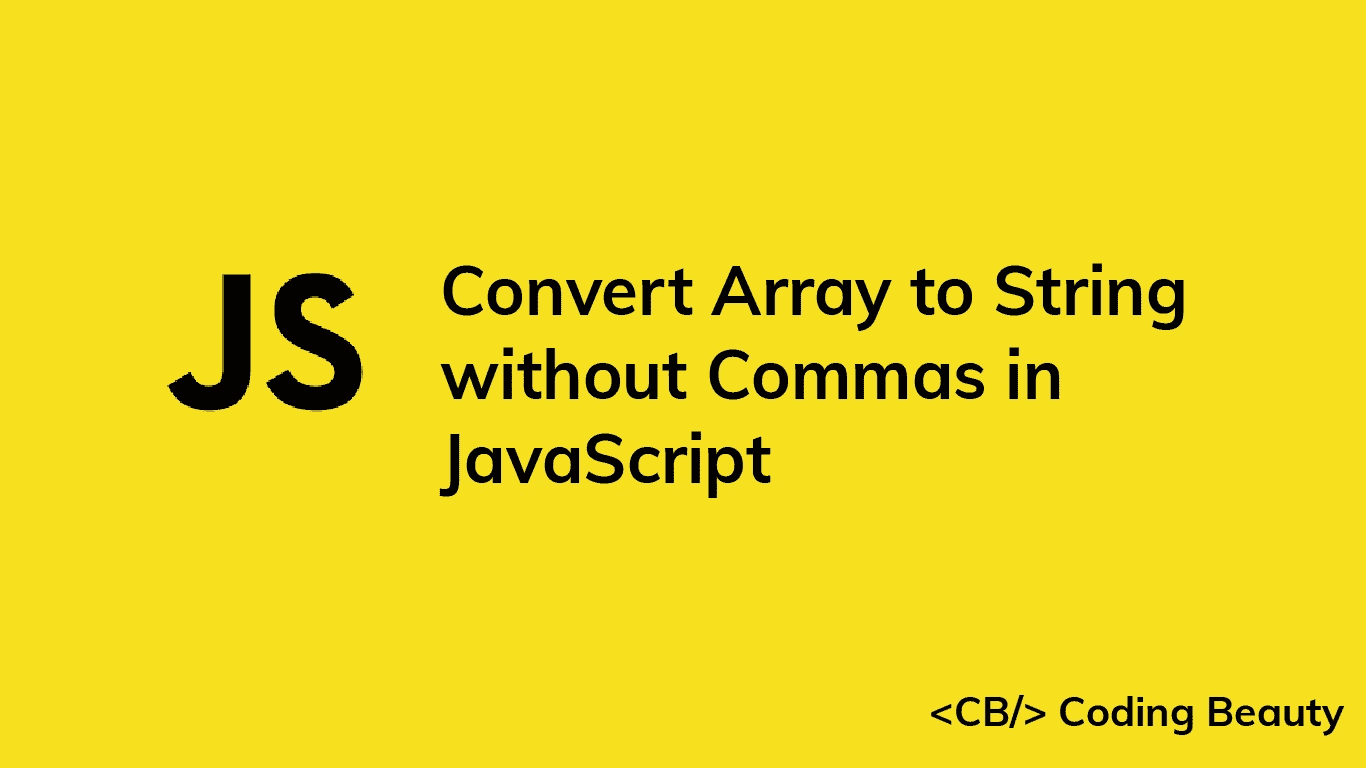 JS
Convert Array to String
without Commas in
JavaScript
<CB/> Coding Beauty